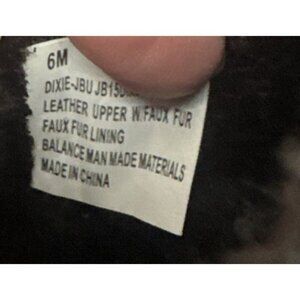 6M
DIXIE-JBU
LEATHER UPPER W.FAUX FUR
FAUX FUR LINING
BALANCE MAN MADE MATERIALS
MADE IN CHINA